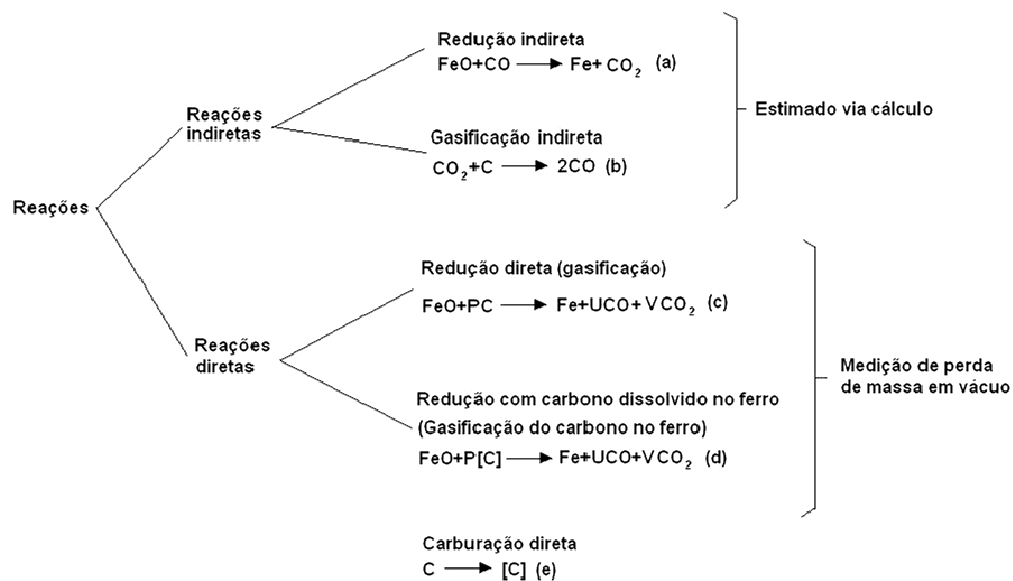 Redução indireta
FeO+CO ⟶ Fe+CO₂ (a)
Reações
indiretas
Estimado via cálculo
Gasificação indireta
CO₂+C ⟶ 2CO (b)
Reações
Redução direta (gasificação)
FeO+PC ⟶ Fe+UCO+VCO₂ (c)
Reações
diretas
Medição de perda
de massa em vácuo
Redução com carbono dissolvido no ferro
(Gasificação do carbono no ferro)
FeO+P[C] ⟶ Fe+UCO+VCO₂ (d)
Carburação direta
C ⟶ [C] (e)